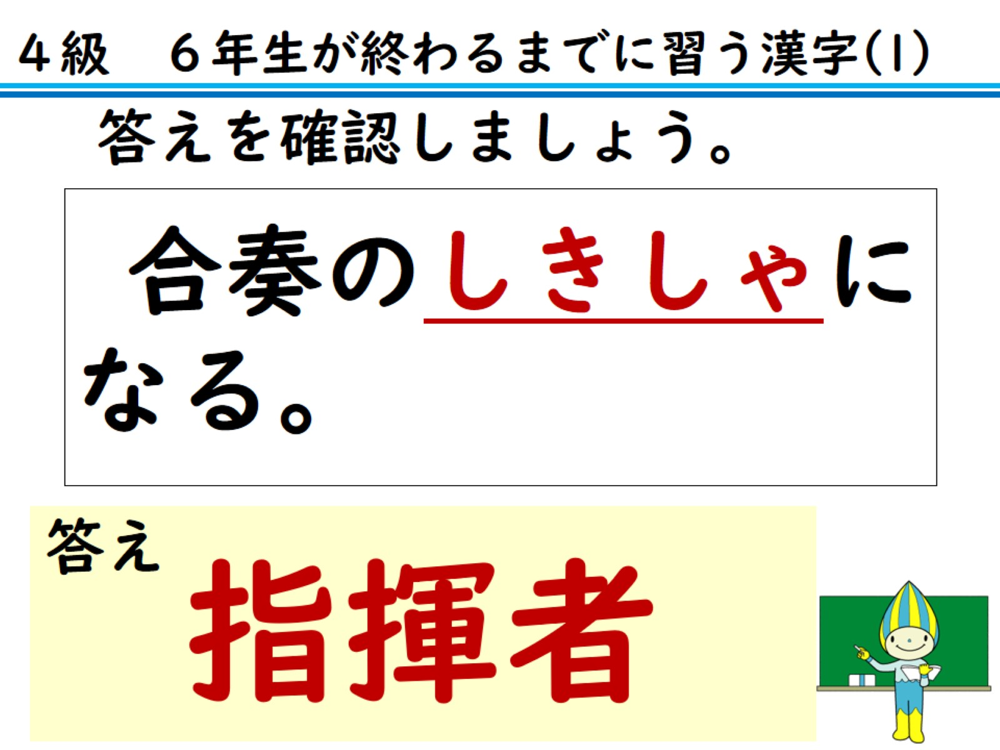 ４級　６年生が終わるまでに習う漢字(1)
答えを確認しましょう。
合奏のしきしゃに
なる。
答え
指揮者